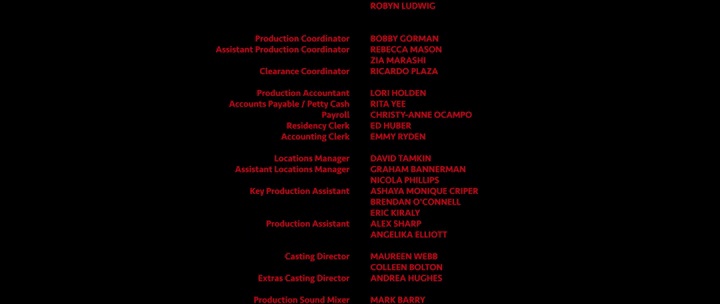 ROBYN LUDWIG
Production Coordinator BOBBY GORMAN
Assistant Production Coordinator REBECCA MASON
ZIA MARASHI
Clearance Coordinator RICARDO PLAZA
Production Accountant LORI HOLDEN
Accounts Payable / Petty Cash RITA YEE
Payroll CHRISTY-ANNE OCAMPO
Residency Clerk ED HUBER
Accounting Clerk EMMY RYDEN
Locations Manager DAVID TAMKIN
Assistant Locations Manager GRAHAM BANNERMAN
NICOLA PHILLIPS
Key Production Assistant ASHAYA MONIQUE CRIPER
BRENDAN O'CONNELL
ERIC KIRALY
Production Assistant ALEX SHARP
ANGELIKA ELLIOTT
Casting Director MAUREEN WEBB
COLLEEN BOLTON
Extras Casting Director ANDREA HUGHES
Production Sound Mixer MARK BARRY